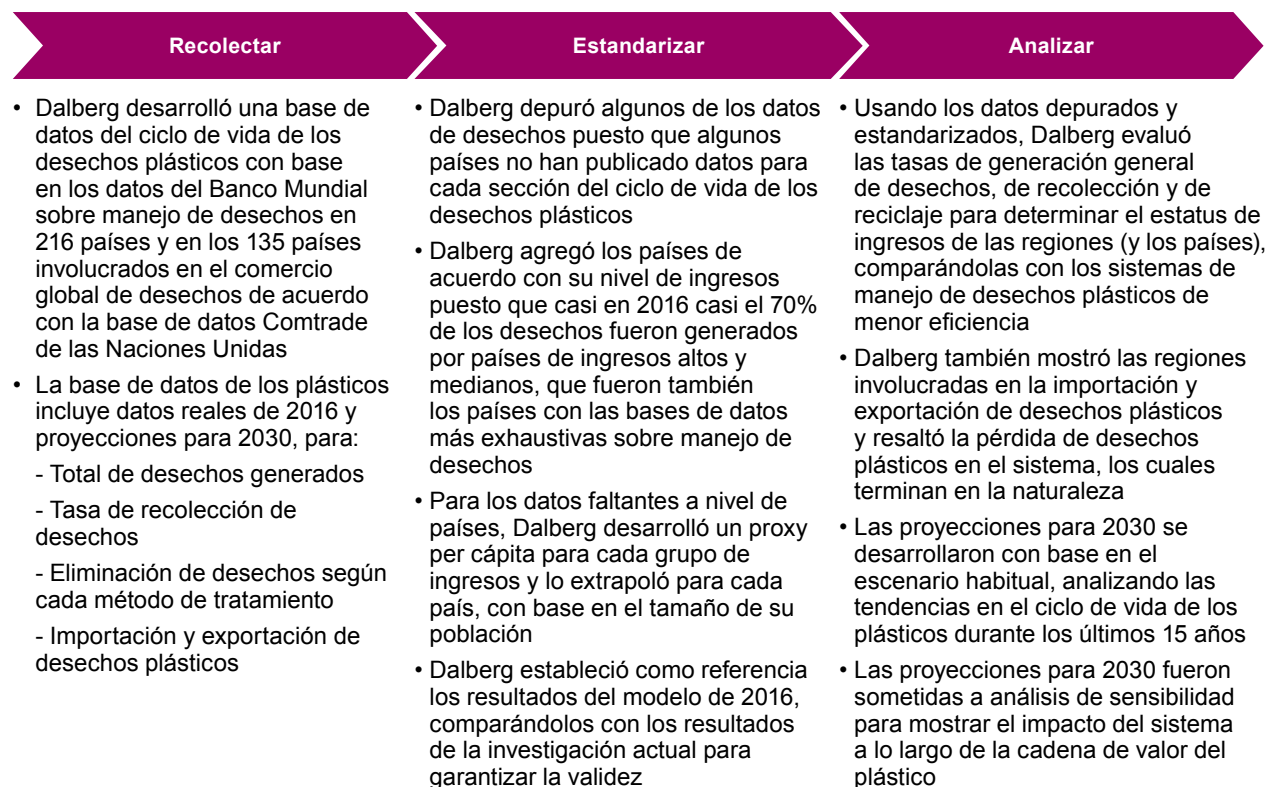 Recolectar
Estandarizar
Analizar
• Dalberg desarrolló una base de
datos del ciclo de vida de los
desechos plásticos con base
en los datos del Banco Mundial
sobre manejo de desechos en
216 países y en los 135 países
involucrados en el comercio
global de desechos de acuerdo
con la base de datos Comtrade
de las Naciones Unidas
• La base de datos de los plásticos
incluye datos reales de 2016 y
proyecciones para 2030, para:
- Total de desechos generados
- Tasa de recolección de
desechos
- Eliminación de desechos según
cada método de tratamiento
- Importación y exportación de
desechos plásticos
• Dalberg depuró algunos de los datos
de desechos puesto que algunos
países no han publicado datos para
cada sección del ciclo de vida de los
desechos plásticos
• Dalberg agregó los países de
acuerdo con su nivel de ingresos
puesto que casi en 2016 casi el 70%
de los desechos fueron generados
por países de ingresos altos y
medianos, que fueron también
los países con las bases de datos
más exhaustivas sobre manejo de
desechos
• Para los datos faltantes a nivel de
países, Dalberg desarrolló un proxy
per cápita para cada grupo de
ingresos y lo extrapoló para cada
país, con base en el tamaño de su
población
• Dalberg estableció como referencia
los resultados del modelo de 2016,
comparándolos con los resultados
de la investigación actual para
garantizar la validez
• Usando los datos depurados y
estandarizados, Dalberg evaluó
las tasas de generación general
de desechos, de recolección y de
reciclaje para determinar el estatus de
ingresos de las regiones (y los países),
comparándolas con los sistemas de
manejo de desechos plásticos de
menor eficiencia
• Dalberg también mostró las regiones
involucradas en la importación y
exportación de desechos plásticos
y resaltó la pérdida de desechos
plásticos en el sistema, los cuales
terminan en la naturaleza
• Las proyecciones para 2030 se
desarrollaron con base en el
escenario habitual, analizando las
tendencias en el ciclo de vida de los
plásticos durante los últimos 15 años
• Las proyecciones para 2030 fueron
sometidas a análisis de sensibilidad
para mostrar el impacto del sistema
a lo largo de la cadena de valor del
plástico